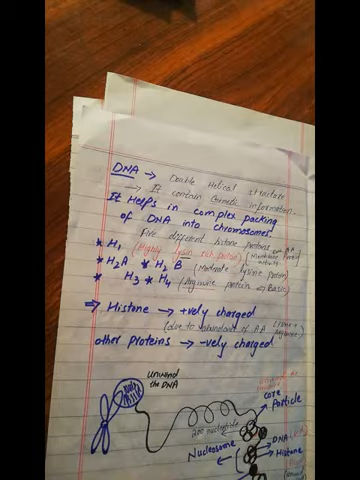 DNA → Double Helical structure
→ It contain Genetic information.
It Helps in complex packing
of DNA into chromosomes.
Five different histone proteins
* H1 (Highly lysin rich protein)
* H2A * H2B (Moderate lysine protein)
* H3 * H4 (Arginine protein Basic)
⇒ Histone → +vely charged
(due to abundance of AA Lysine + Arginine)
other Proteins → -vely charged
Unwand
the DNA
core
Particle
200 nucleotide
Nucleosome
DNA
Histone